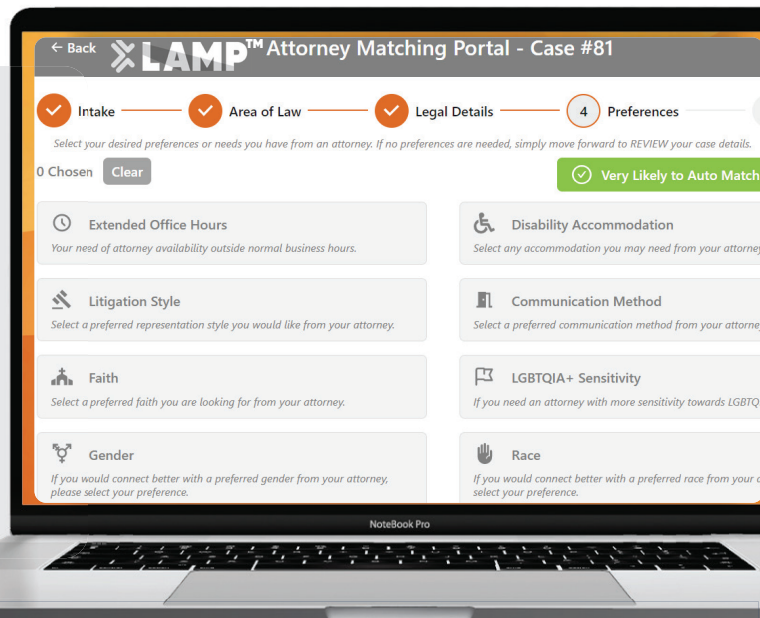 ← Back LAMP™ Attorney Matching Portal - Case #81
Intake Area of Law Legal Details 4 Preferences
Select your desired preferences or needs you have from an attorney. If no preferences are needed, simply move forward to REVIEW your case details.
0 Chosen Clear Very Likely to Auto Match
Extended Office Hours
Your need of attorney availability outside normal business hours.
Disability Accommodation
Select any accommodation you may need from your attorney
Litigation Style
Select a preferred representation style you would like from your attorney.
Communication Method
Select a preferred communication method from your attorney
Faith
Select a preferred faith you are looking for from your attorney.
LGBTQIA+ Sensitivity
If you need an attorney with more sensitivity towards LGBTQ
Gender
If you would connect better with a preferred gender from your attorney,
please select your preference.
Race
If you would connect better with a preferred race from your
select your preference.
NoteBook Pro